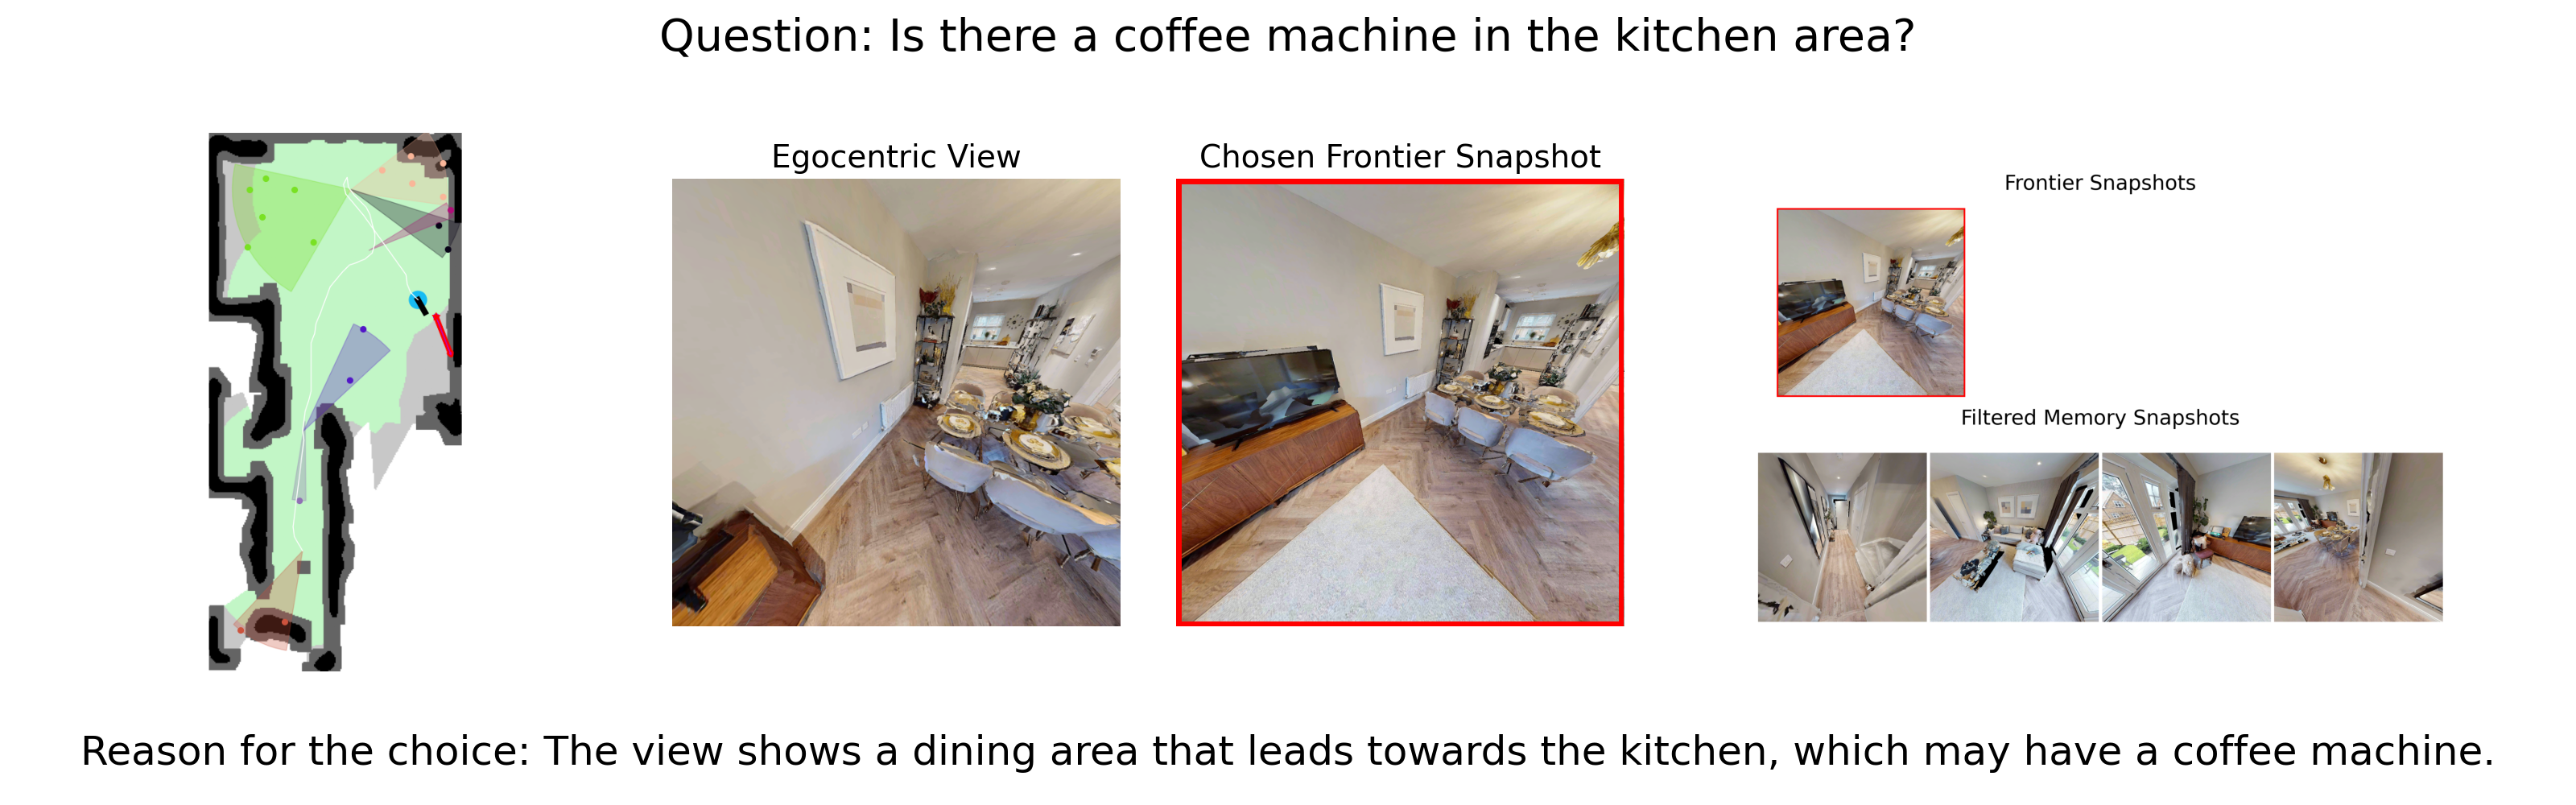 Question: Is there a coffee machine in the kitchen area?
Egocentric View
Chosen Frontier Snapshot
Frontier Snapshots
Filtered Memory Snapshots
Reason for the choice: The view shows a dining area that leads towards the kitchen, which may have a coffee machine.